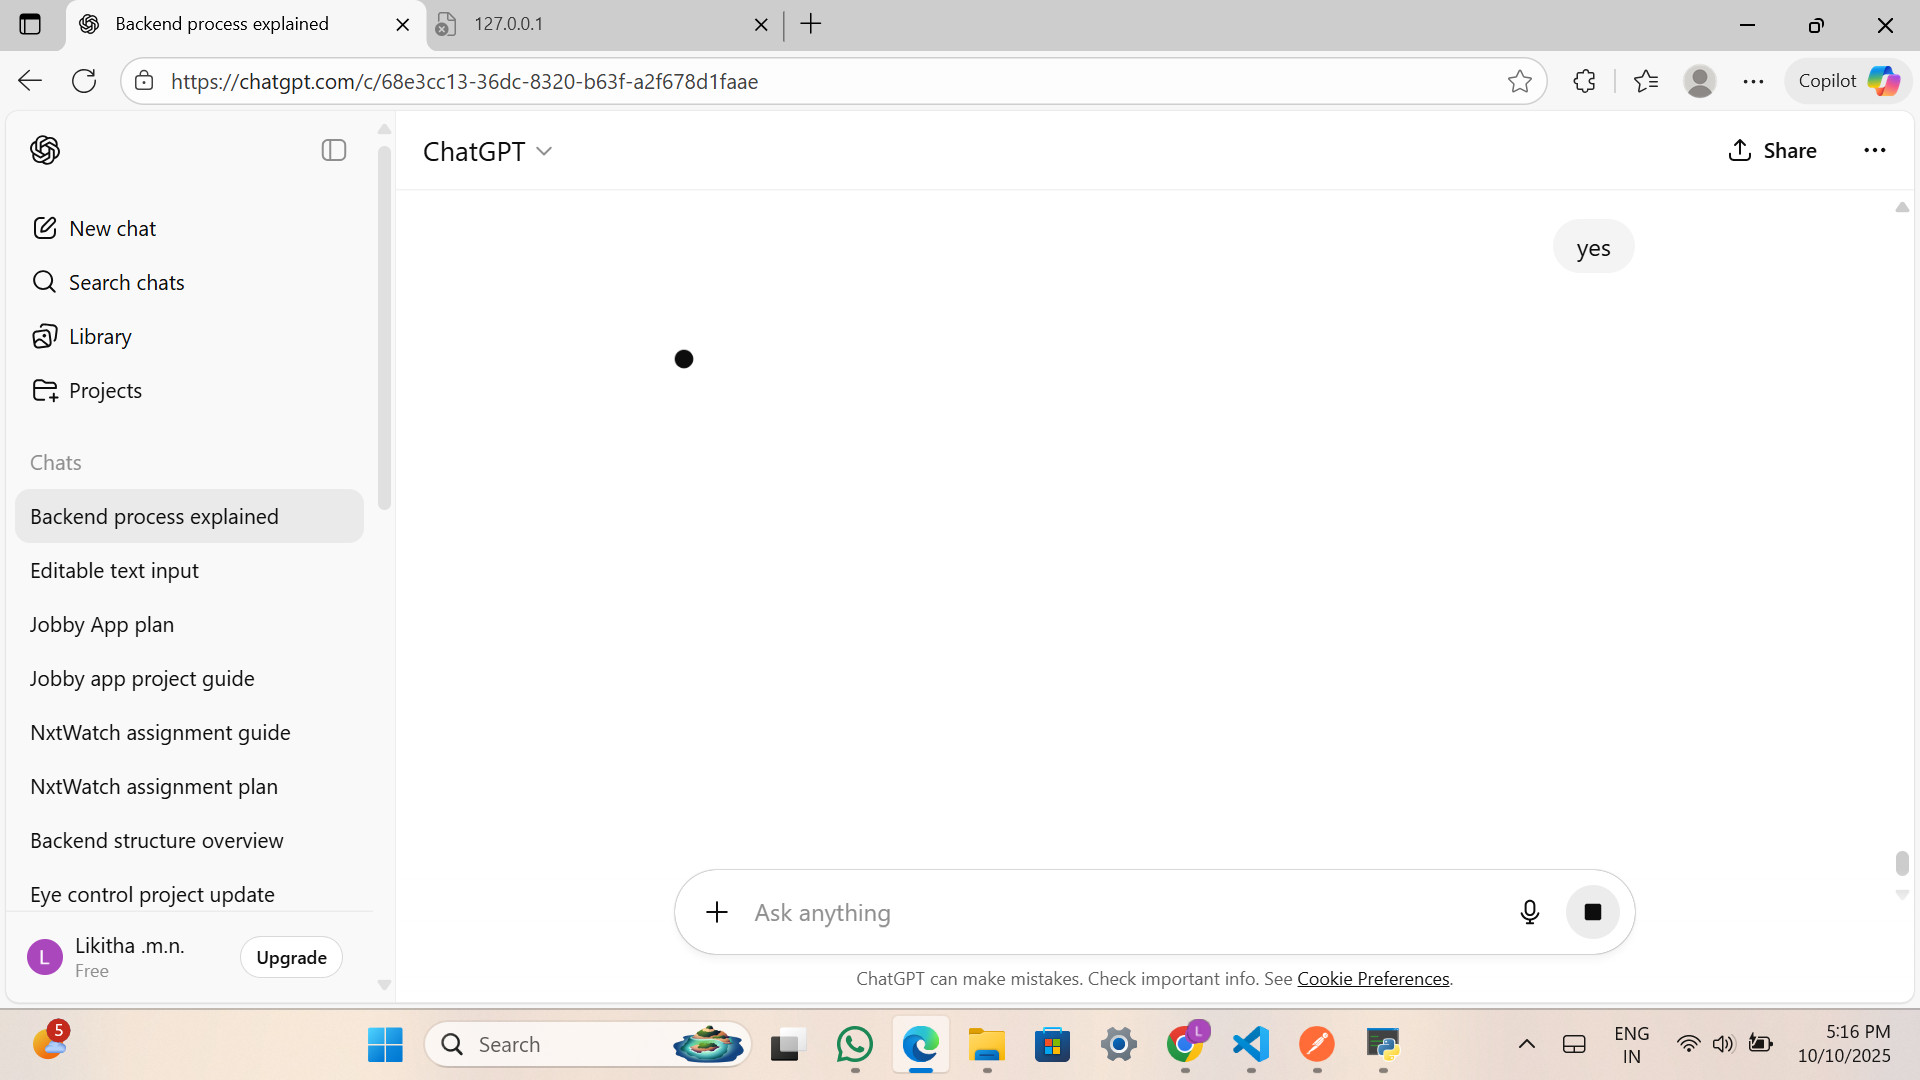 Backend process explained
127.0.0.1
https://chatgpt.com/c/68e3cc13-36dc-8320-b63f-a2f678d1faae
Copilot
ChatGPT
Share
New chat
Search chats
Library
Projects
Chats
Backend process explained
Editable text input
Jobby App plan
Jobby app project guide
NxtWatch assignment guide
NxtWatch assignment plan
Backend structure overview
Eye control project update
L
Likitha .m.n.
Free
Upgrade
yes
Ask anything
ChatGPT can make mistakes. Check important info. See Cookie Preferences.
5
Search
L
ENG
IN
5:16 PM
10/10/2025